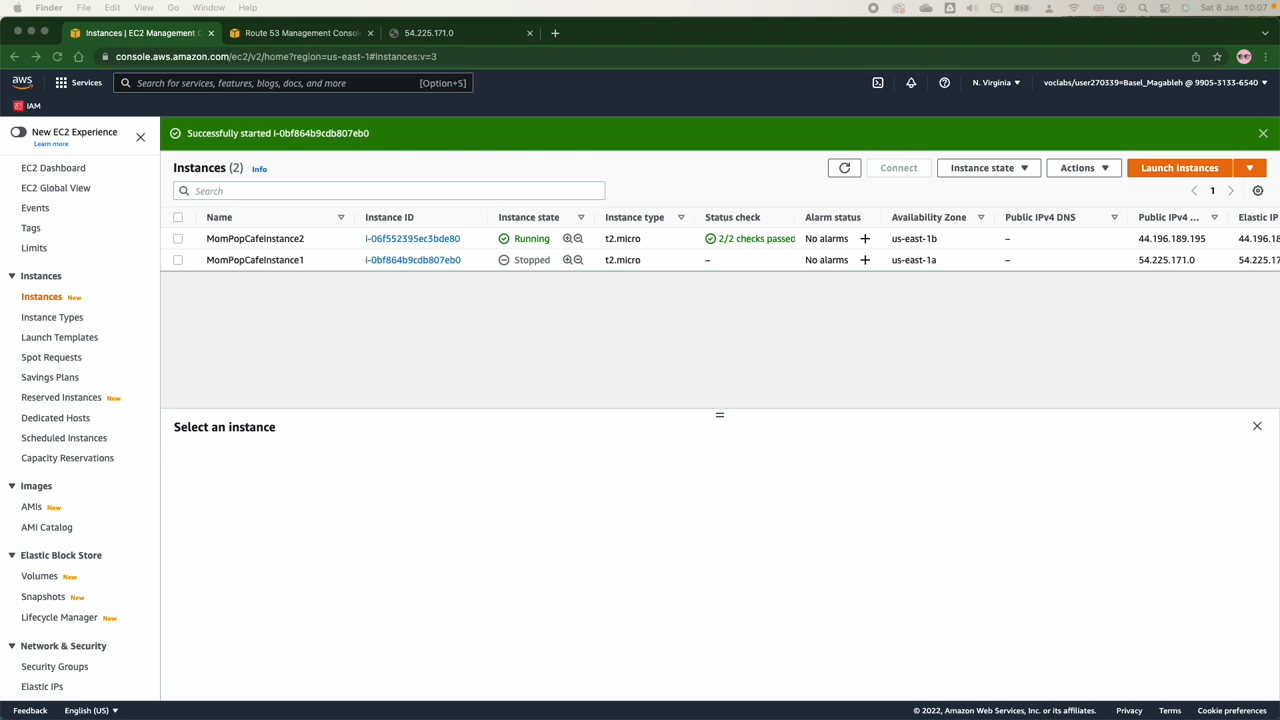 Finder File Edit View Go Window Help Sat 8 Jan 10:07
Instances | EC2 Management C Route 53 Management Consol 54.225.171.0
console.aws.amazon.com/ec2/v2/home?region=us-east-1#Instances:v=3
aws Services Search for services, features, blogs, docs, and more [Option+S] N. Virginia voclabs/user270339=Basel_Magableh @ 9905-3133-6540
IAM
New EC2 Experience
Learn more
EC2 Dashboard
EC2 Global View
Events
Tags
Limits
Instances
Instances New
Instance Types
Launch Templates
Spot Requests
Savings Plans
Reserved Instances New
Dedicated Hosts
Scheduled Instances
Capacity Reservations
Images
AMIs New
AMI Catalog
Elastic Block Store
Volumes New
Snapshots New
Lifecycle Manager New
Network & Security
Security Groups
Elastic IPs
Successfully started i-0bf864b9cdb807eb0
Instances (2) Info Connect Instance state Actions Launch instances
Search 1
Name Instance ID Instance state Instance type Status check Alarm status Availability Zone Public IPv4 DNS Public IPv4 ... Elastic IP
MomPopCafeInstance2 i-06f552395ec3bde80 Running t2.micro 2/2 checks passed No alarms + us-east-1b – 44.196.189.195 44.196.18
MomPopCafeInstance1 i-0bf864b9cdb807eb0 Stopped t2.micro – No alarms + us-east-1a – 54.225.171.0 54.225.17
Select an instance
Feedback English (US) © 2022, Amazon Web Services, Inc. or its affiliates. Privacy Terms Cookie preferences